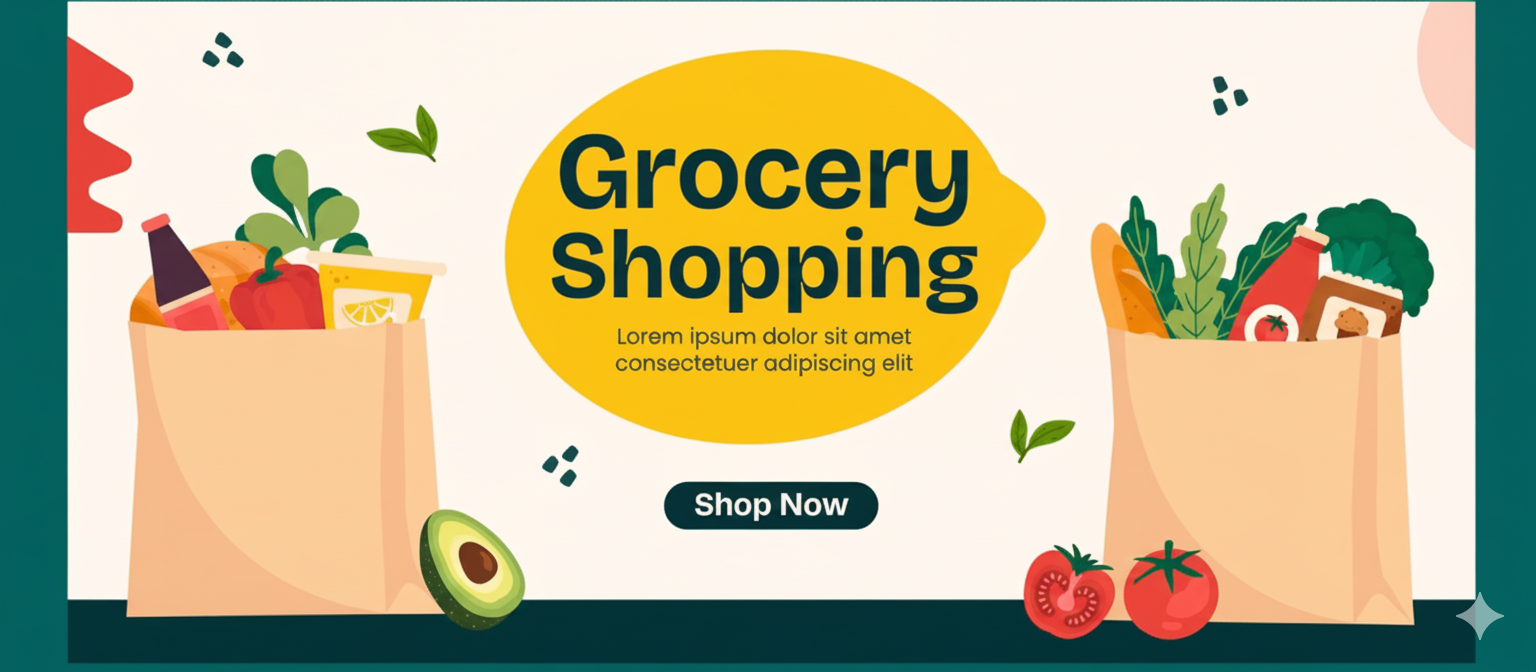 Grocery
Shopping
Lorem ipsum dolor sit amet
consectetuer adipiscing elit
Shop Now